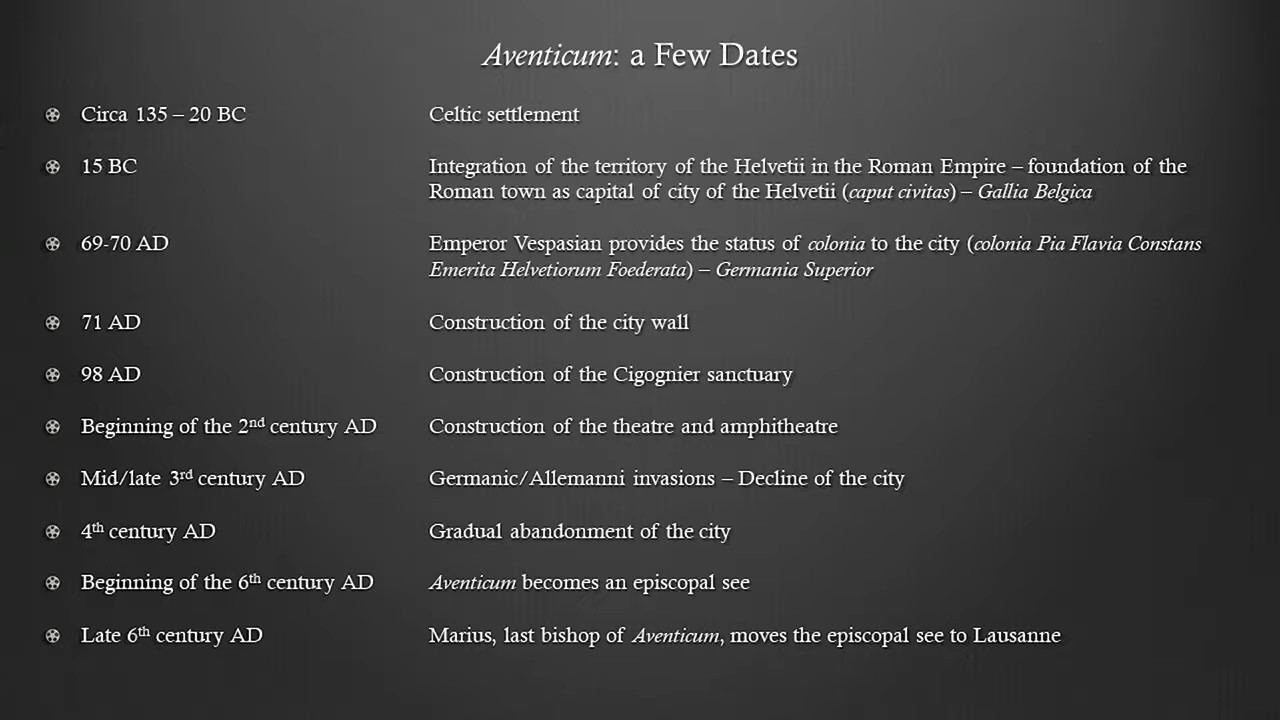 Aventicum: a Few Dates
Circa 135 – 20 BC Celtic settlement
15 BC Integration of the territory of the Helvetii in the Roman Empire – foundation of the
Roman town as capital of city of the Helvetii (caput civitas) – Gallia Belgica
69-70 AD Emperor Vespasian provides the status of colonia to the city (colonia Pia Flavia Constans
Emerita Helvetiorum Foederata) – Germania Superior
71 AD Construction of the city wall
98 AD Construction of the Cigognier sanctuary
Beginning of the 2nd century AD Construction of the theatre and amphitheatre
Mid/late 3rd century AD Germanic/Allemanni invasions – Decline of the city
4th century AD Gradual abandonment of the city
Beginning of the 6th century AD Aventicum becomes an episcopal see
Late 6th century AD Marius, last bishop of Aventicum, moves the episcopal see to Lausanne